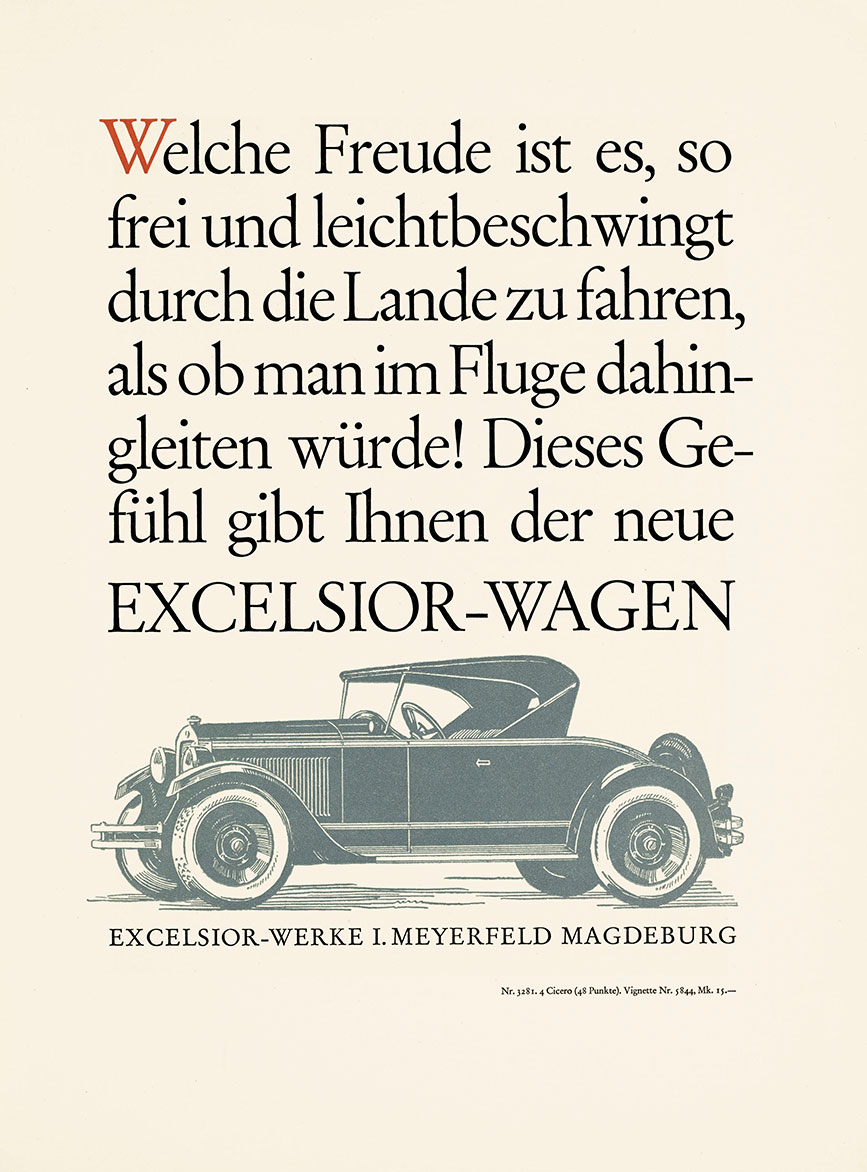 Welche Freude ist es, so
frei und leichtbeschwingt
durch die Lande zu fahren,
als ob man im Fluge dahin-
gleiten würde! Dieses Ge-
fühl gibt Ihnen der neue
EXCELSIOR-WAGEN
EXCELSIOR-WERKE I. MEYERFELD MAGDEBURG
Nr. 3281. 4 Cicero (48 Punkte). Vignette Nr. 5844, Mk. 15.—